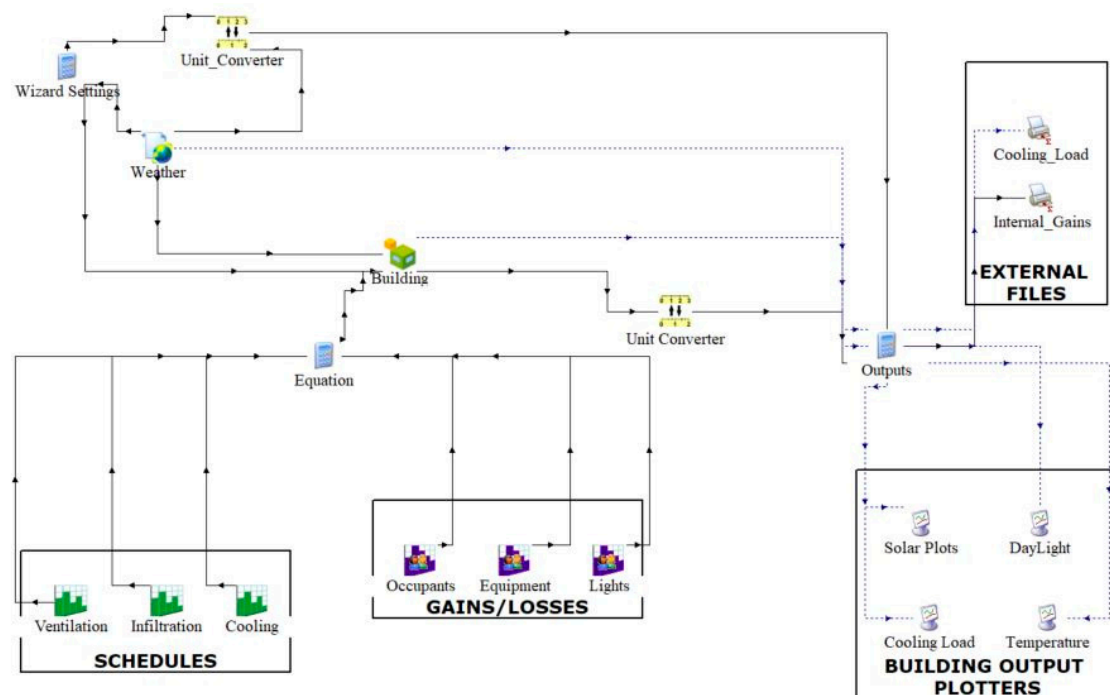 Unit_Converter
Wizard Settings
Weather
Cooling_Load
Internal_Gains
EXTERNAL
FILES
Building
Unit Converter
Equation
Outputs
Occupants
Equipment
Lights
GAINS/LOSSES
Ventilation
Infiltration
Cooling
SCHEDULES
Solar Plots
DayLight
Cooling Load
Temperature
BUILDING OUTPUT
PLOTTERS